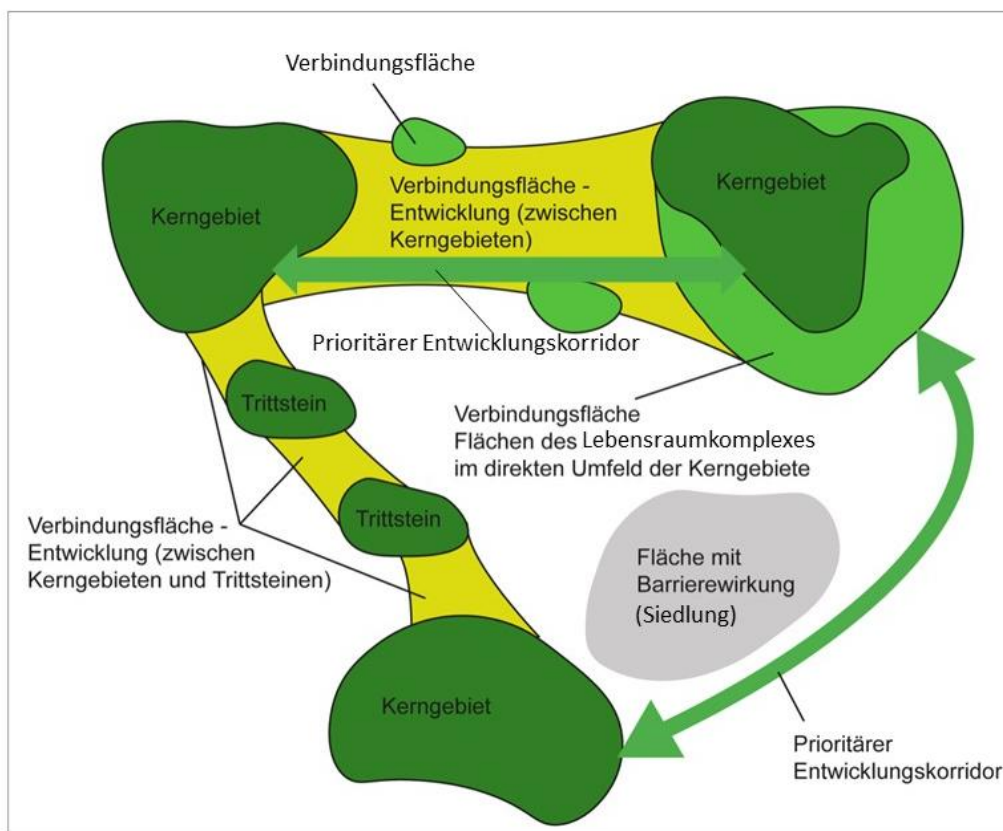 Verbindungsfläche
Kerngebiet
Verbindungsfläche -
Entwicklung (zwischen
Kerngebieten)
Kerngebiet
Prioritärer Entwicklungskorridor
Trittstein
Verbindungsfläche
Flächen des Lebensraumkomplexes
im direkten Umfeld der Kerngebiete
Trittstein
Verbindungsfläche -
Entwicklung (zwischen
Kerngebieten und Trittsteinen)
Fläche mit
Barrierewirkung
(Siedlung)
Kerngebiet
Prioritärer
Entwicklungskorridor